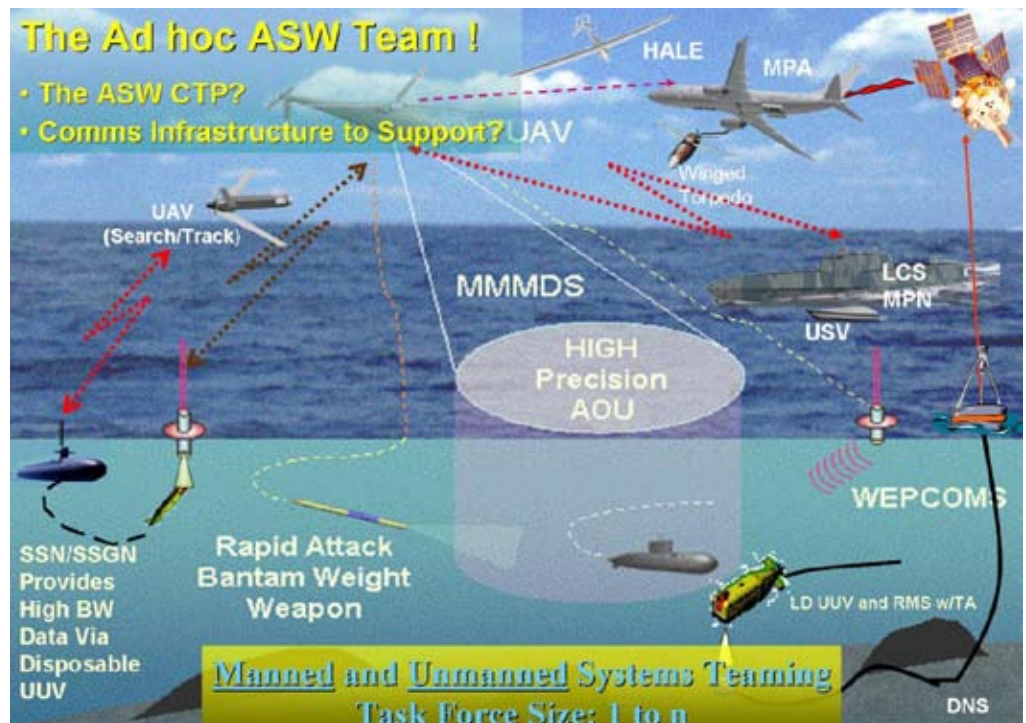 The Ad hoc ASW Team !
• The ASW CTP?
• Comms Infrastructure to Support?
HALE
MPA
UAV
Winged
Torpedo
UAV
(Search/Track)
MMMDS
LCS
MPN
USV
HIGH
Precision
AOU
WEPCOMS
SSN/SSGN
Provides
High BW
Data Via
Disposable
UUV
Rapid Attack
Bantam Weight
Weapon
LD UUV and RMS w/TA
DNS
Manned and Unmanned Systems Teaming
Task Force Size: 1 to n